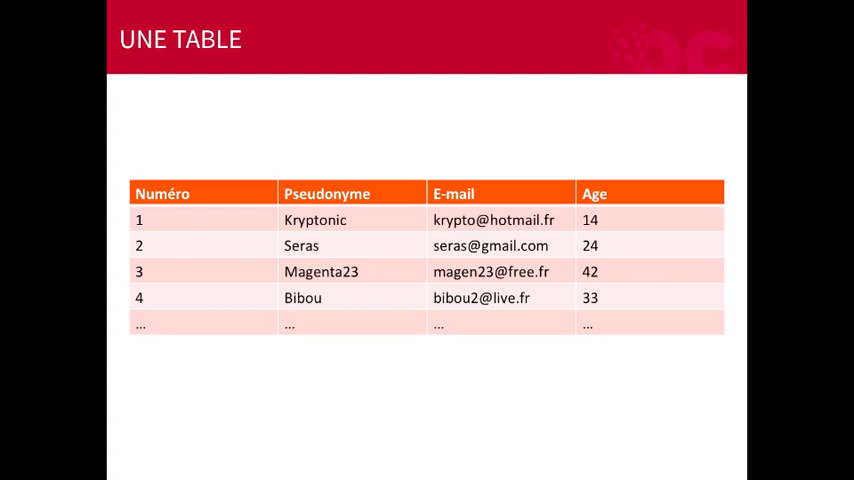 UNE TABLE
Numéro Pseudonyme E-mail Age
1 Kryptonic krypto@hotmail.fr 14
2 Seras seras@gmail.com 24
3 Magenta23 magen23@free.fr 42
4 Bibou bibou2@live.fr 33
... ... ... ...